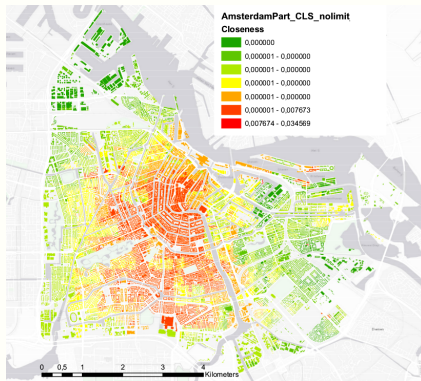 AmsterdamPart_CLS_nolimit
Closeness
0,000000
0,000001 - 0,000000
0,000001 - 0,000000
0,000001 - 0,000000
0,000001 - 0,000000
0,000001 - 0,007673
0,007674 - 0,034569
0 0,5 1 2 3 4
Kilometers